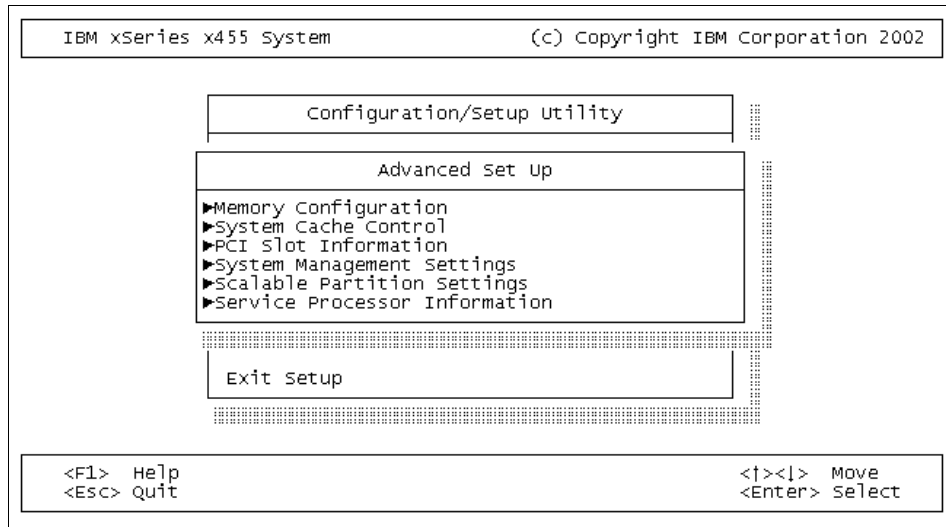 IBM xSeries x455 System (c) Copyright IBM Corporation 2002
Configuration/Setup Utility
Advanced Set Up
►Memory Configuration
►System Cache Control
►PCI Slot Information
►System Management Settings
►Scalable Partition Settings
►Service Processor Information
Exit Setup
<F1> Help <↑><↓> Move
<Esc> Quit <Enter> Select